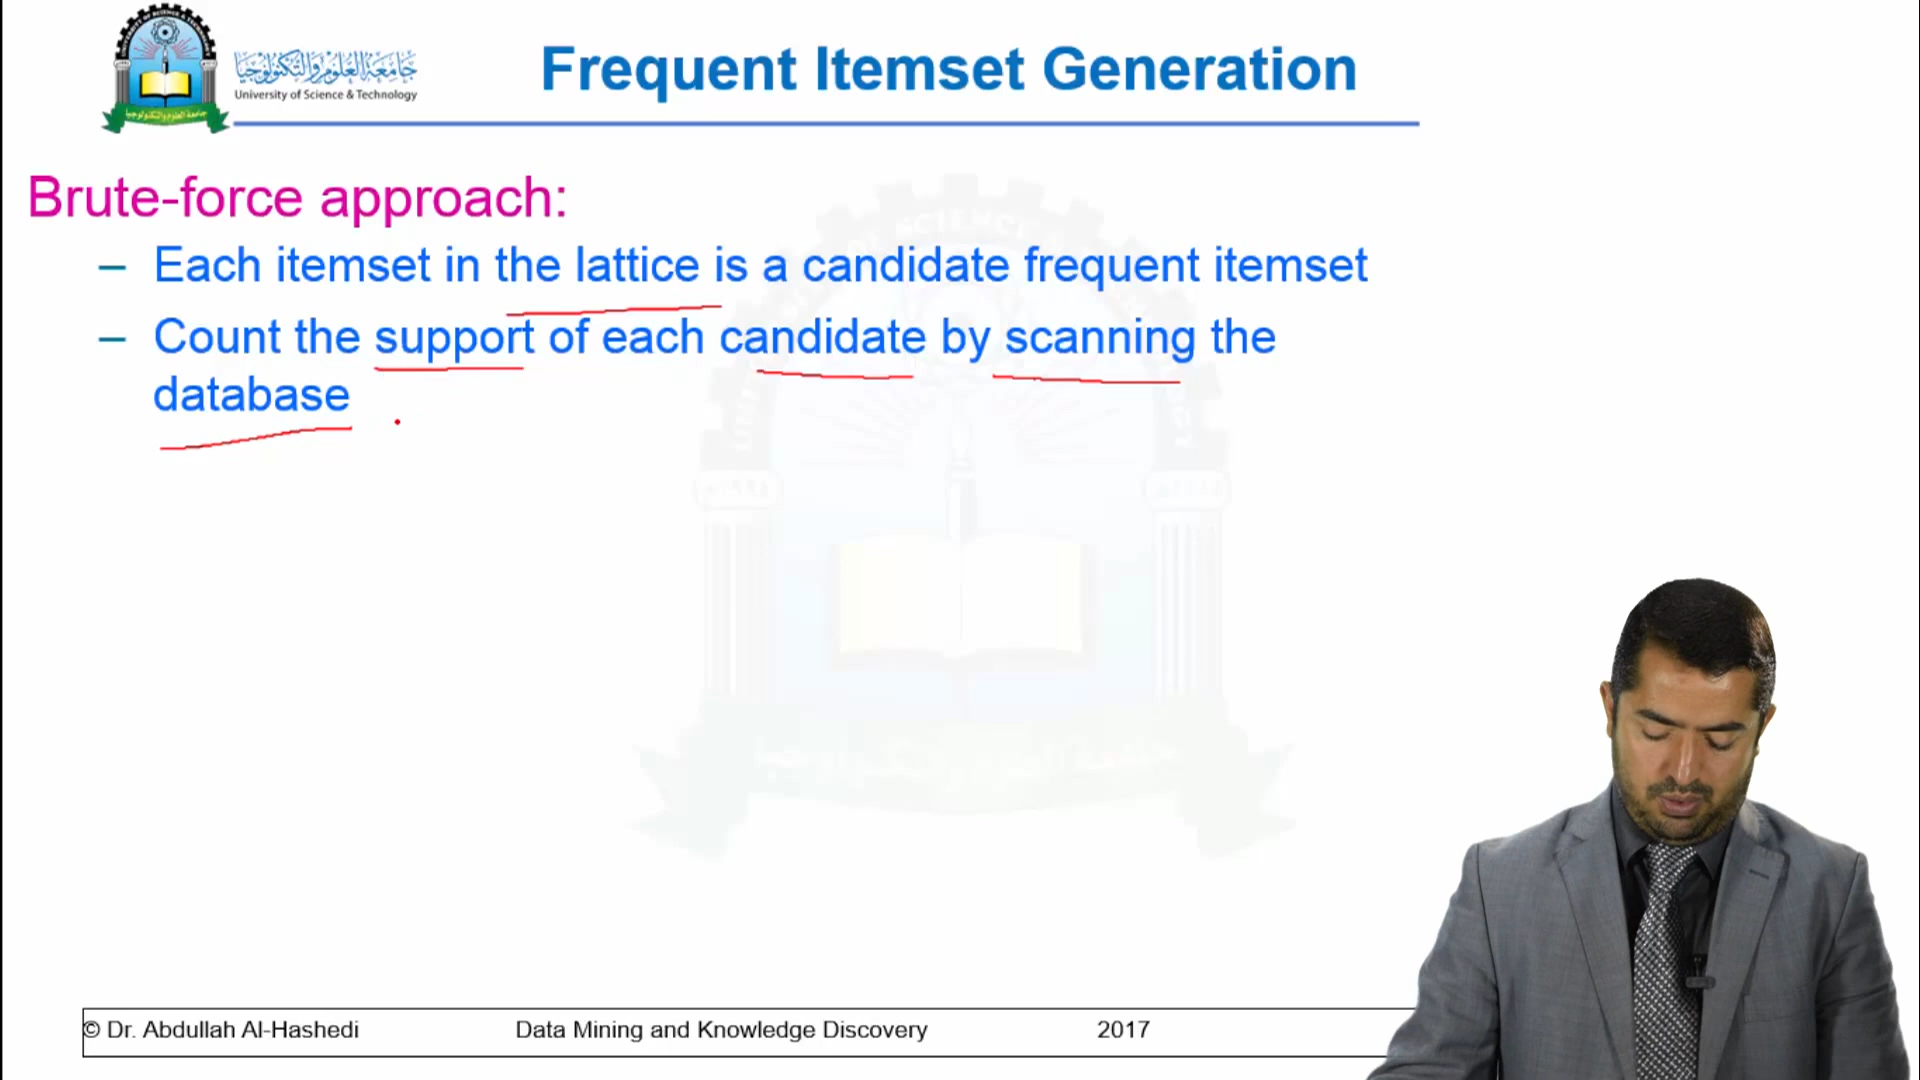 جامعة العلوم والتكنولوجيا
University of Science & Technology
Frequent Itemset Generation
Brute-force approach:
– Each itemset in the lattice is a candidate frequent itemset
– Count the support of each candidate by scanning the
database
© Dr. Abdullah Al-Hashedi Data Mining and Knowledge Discovery 2017